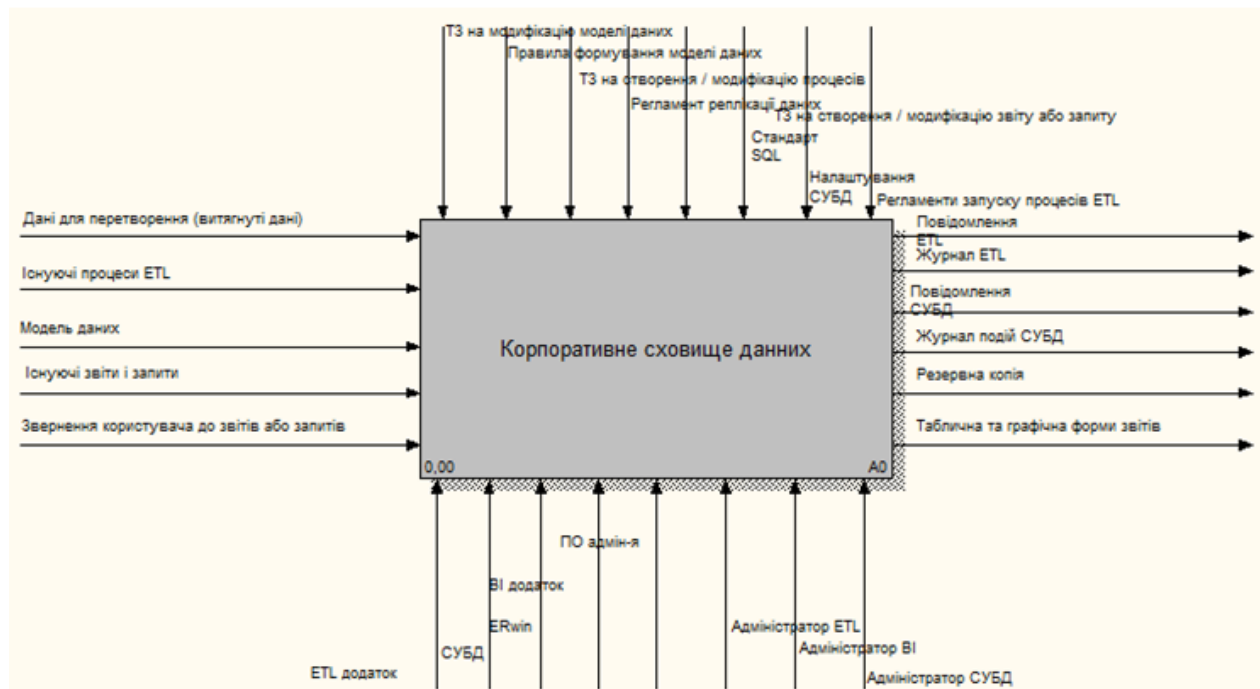 ТЗ на модифікацію моделі даних
Правила формування моделі даних
ТЗ на створення / модифікацію процесів
Регламент реплікації даних
ТЗ на створення / модифікацію звіту або запиту
Стандарт
SQL
Налаштування
СУБД
Регламенти запуску процесів ETL
Дані для перетворення (витягнуті дані)
Існуючі процеси ETL
Модель даних
Існуючі звіти і запити
Звернення користувача до звітів або запитів
Корпоративне сховище данних
0,00
A0
Повідомлення
ETL
Журнал ETL
Повідомлення
СУБД
Журнал подій СУБД
Резервна копія
Таблична та графічна форми звітів
ПО адмін-я
BI додаток
ERwin
СУБД
ETL додаток
Адміністратор ETL
Адміністратор BI
Адміністратор СУБД